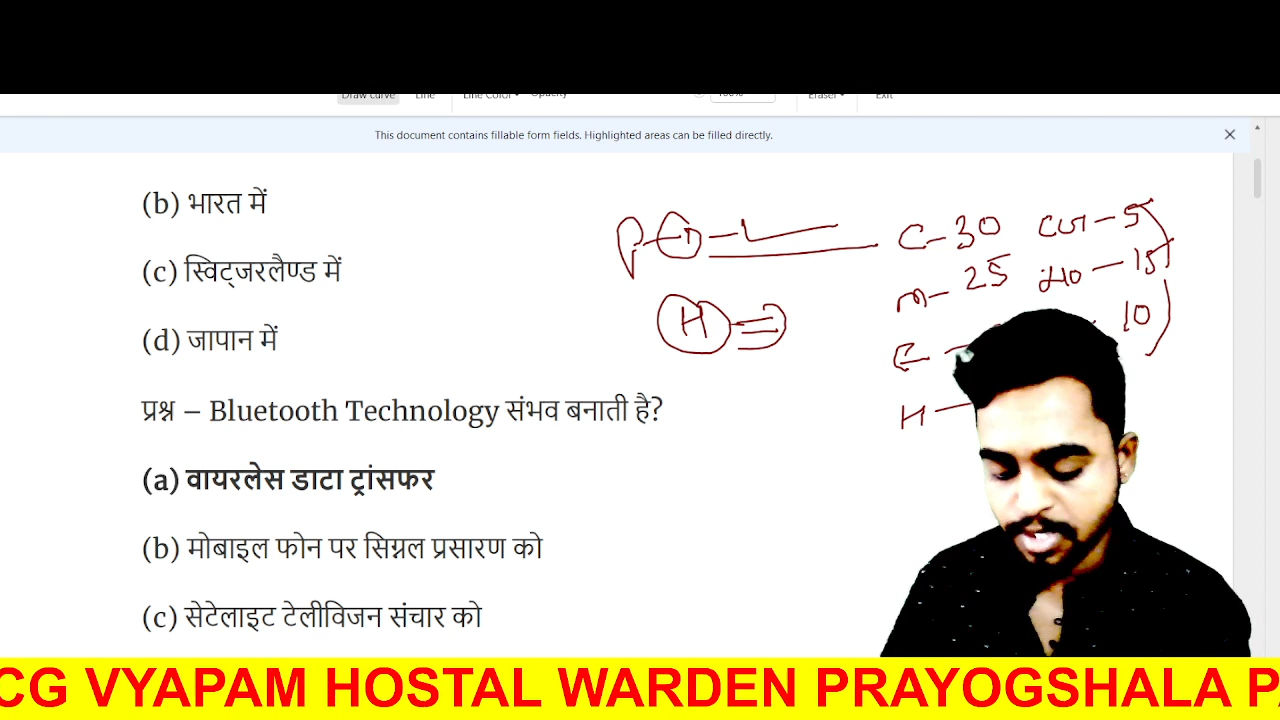 This document contains fillable form fields. Highlighted areas can be filled directly.
(b) भारत में
(c) स्विट्जरलैण्ड में
(d) जापान में
प्रश्न – Bluetooth Technology संभव बनाती है?
(a) वायरलेस डाटा ट्रांसफर
(b) मोबाइल फोन पर सिग्नल प्रसारण को
(c) सेटेलाइट टेलीविजन संचार को
C-30
25
15
10
H
CG VYAPAM HOSTAL WARDEN PRAYOGSHALA